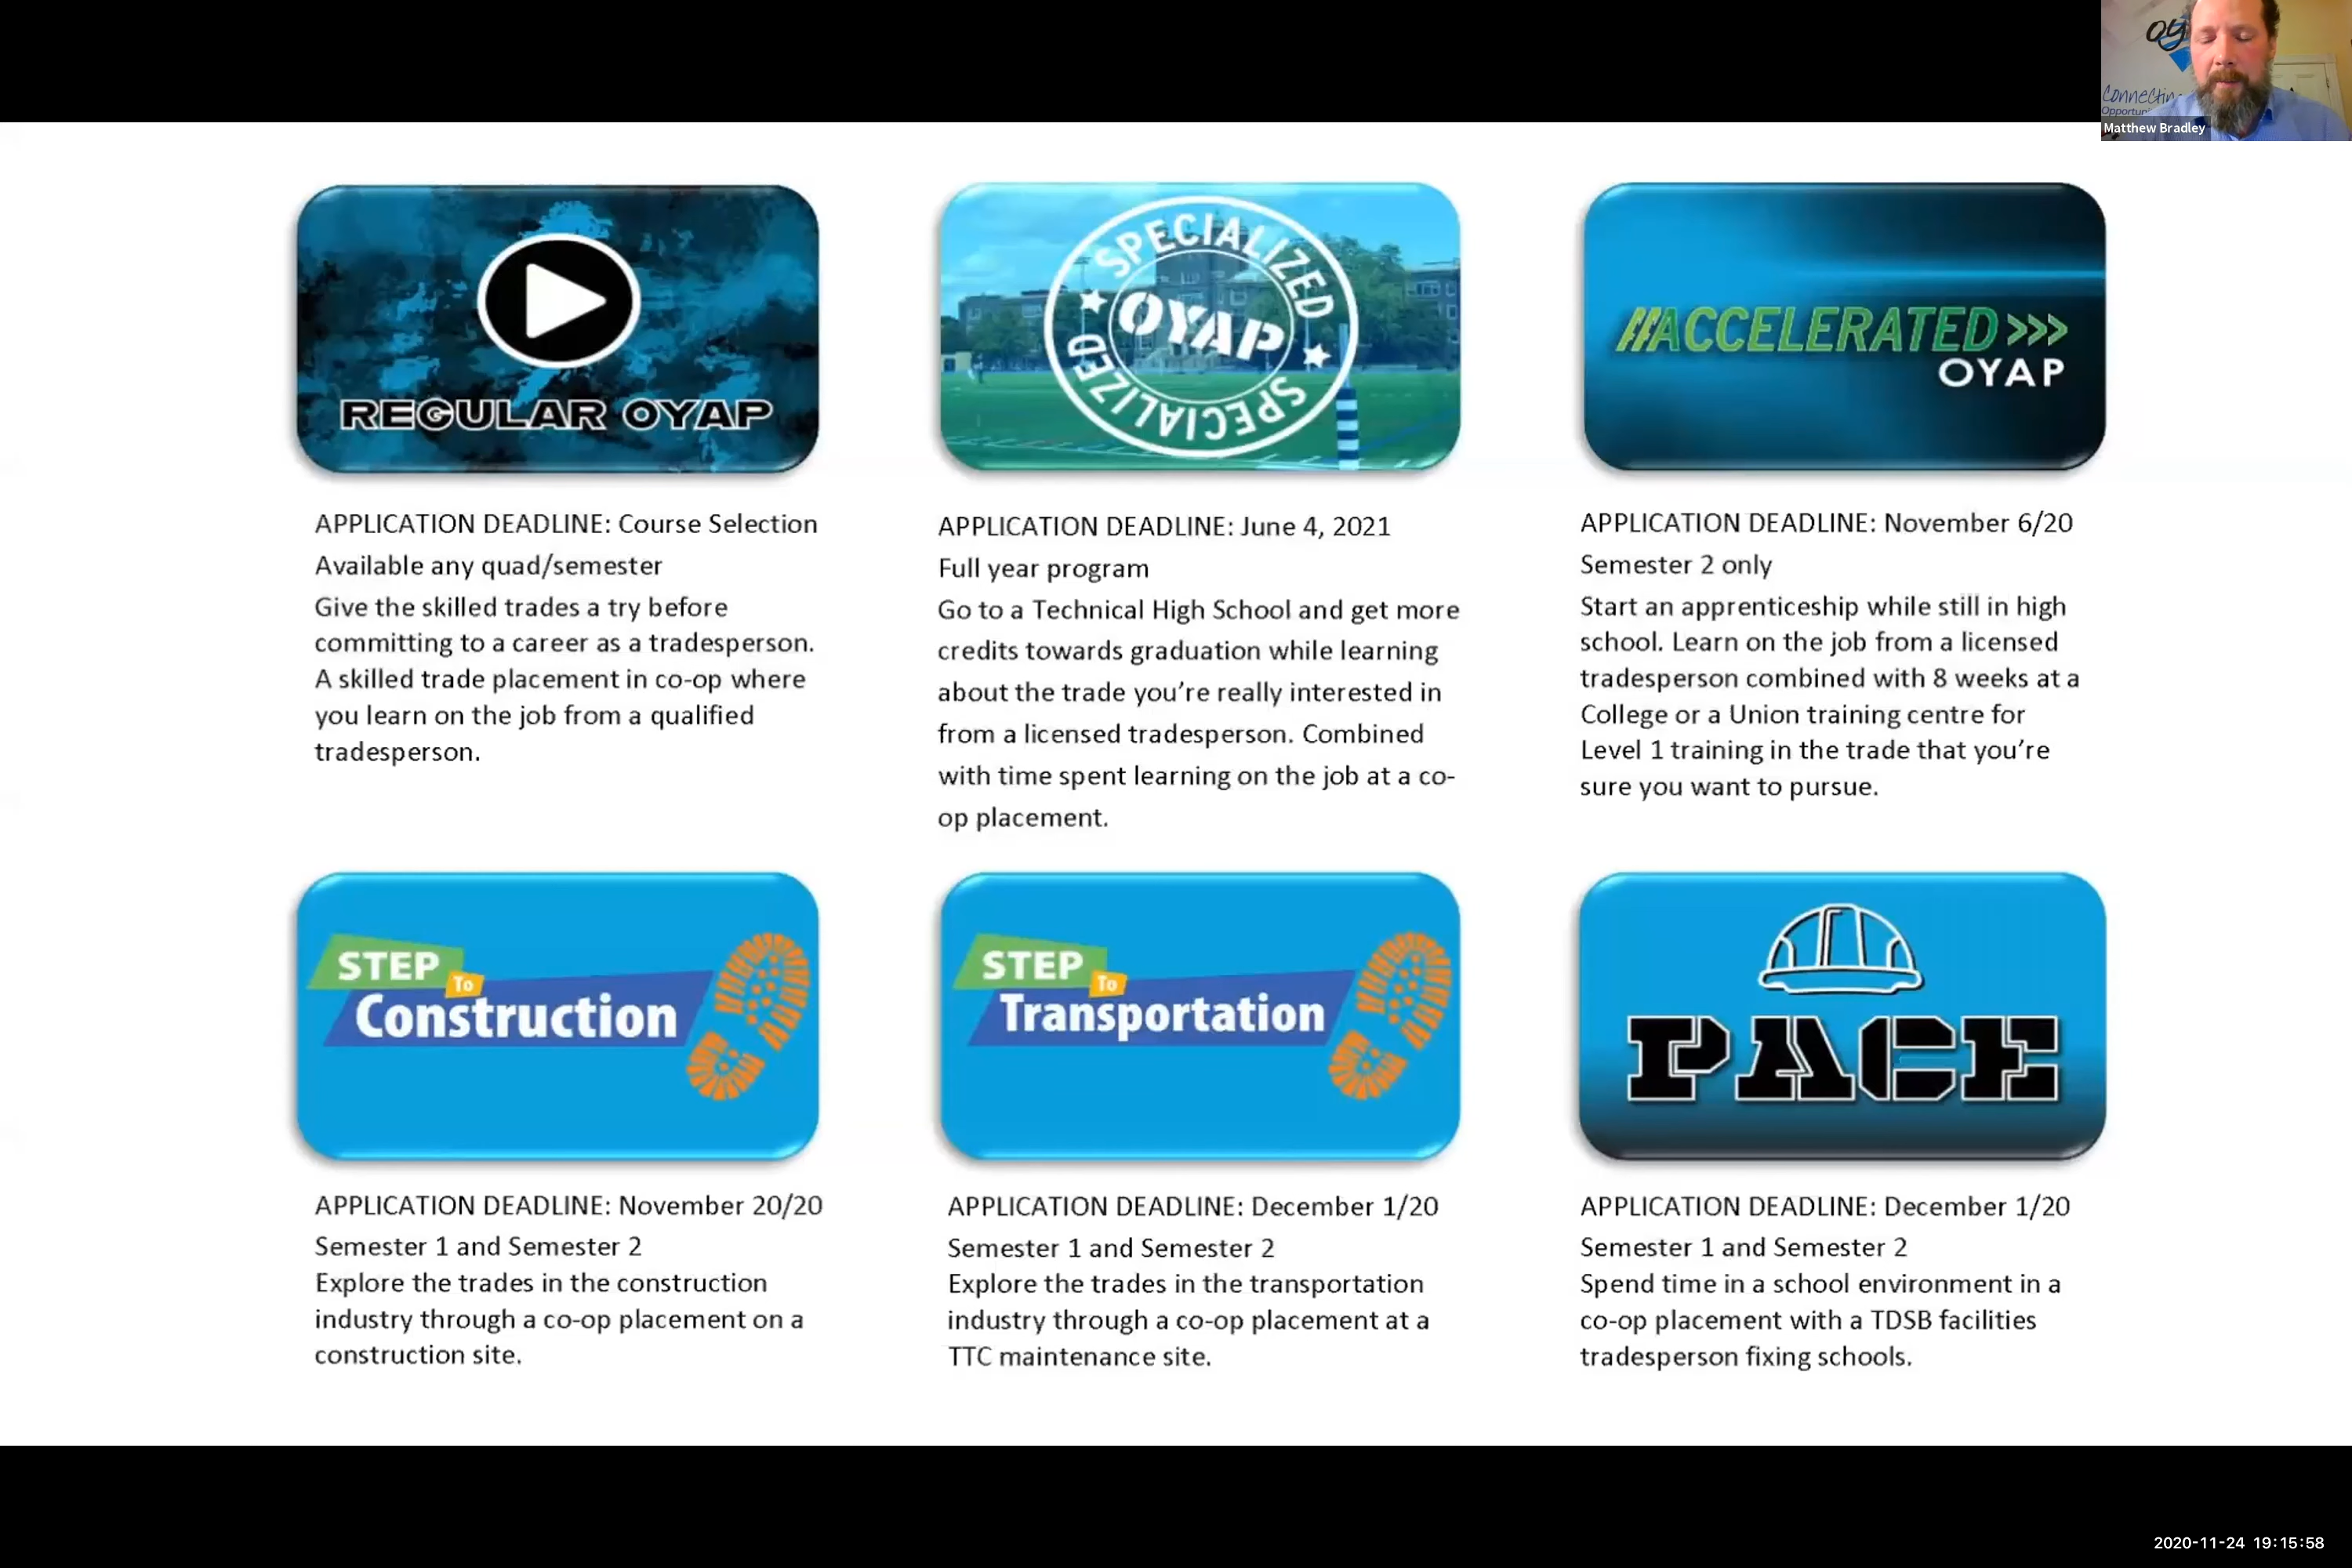 oy
Connectin
Opportun
Matthew Bradley
REGULAR OYAP
SPECIALIZED
OYAP
SPECIALIZED
//ACCELERATED>>>
OYAP
APPLICATION DEADLINE: Course Selection
Available any quad/semester
Give the skilled trades a try before
committing to a career as a tradesperson.
A skilled trade placement in co-op where
you learn on the job from a qualified
tradesperson.
APPLICATION DEADLINE: June 4, 2021
Full year program
Go to a Technical High School and get more
credits towards graduation while learning
about the trade you’re really interested in
from a licensed tradesperson. Combined
with time spent learning on the job at a co-
op placement.
APPLICATION DEADLINE: November 6/20
Semester 2 only
Start an apprenticeship while still in high
school. Learn on the job from a licensed
tradesperson combined with 8 weeks at a
College or a Union training centre for
Level 1 training in the trade that you’re
sure you want to pursue.
STEP
To
Construction
STEP
To
Transportation
PACE
APPLICATION DEADLINE: November 20/20
Semester 1 and Semester 2
Explore the trades in the construction
industry through a co-op placement on a
construction site.
APPLICATION DEADLINE: December 1/20
Semester 1 and Semester 2
Explore the trades in the transportation
industry through a co-op placement at a
TTC maintenance site.
APPLICATION DEADLINE: December 1/20
Semester 1 and Semester 2
Spend time in a school environment in a
co-op placement with a TDSB facilities
tradesperson fixing schools.
2020-11-24 19:15:58